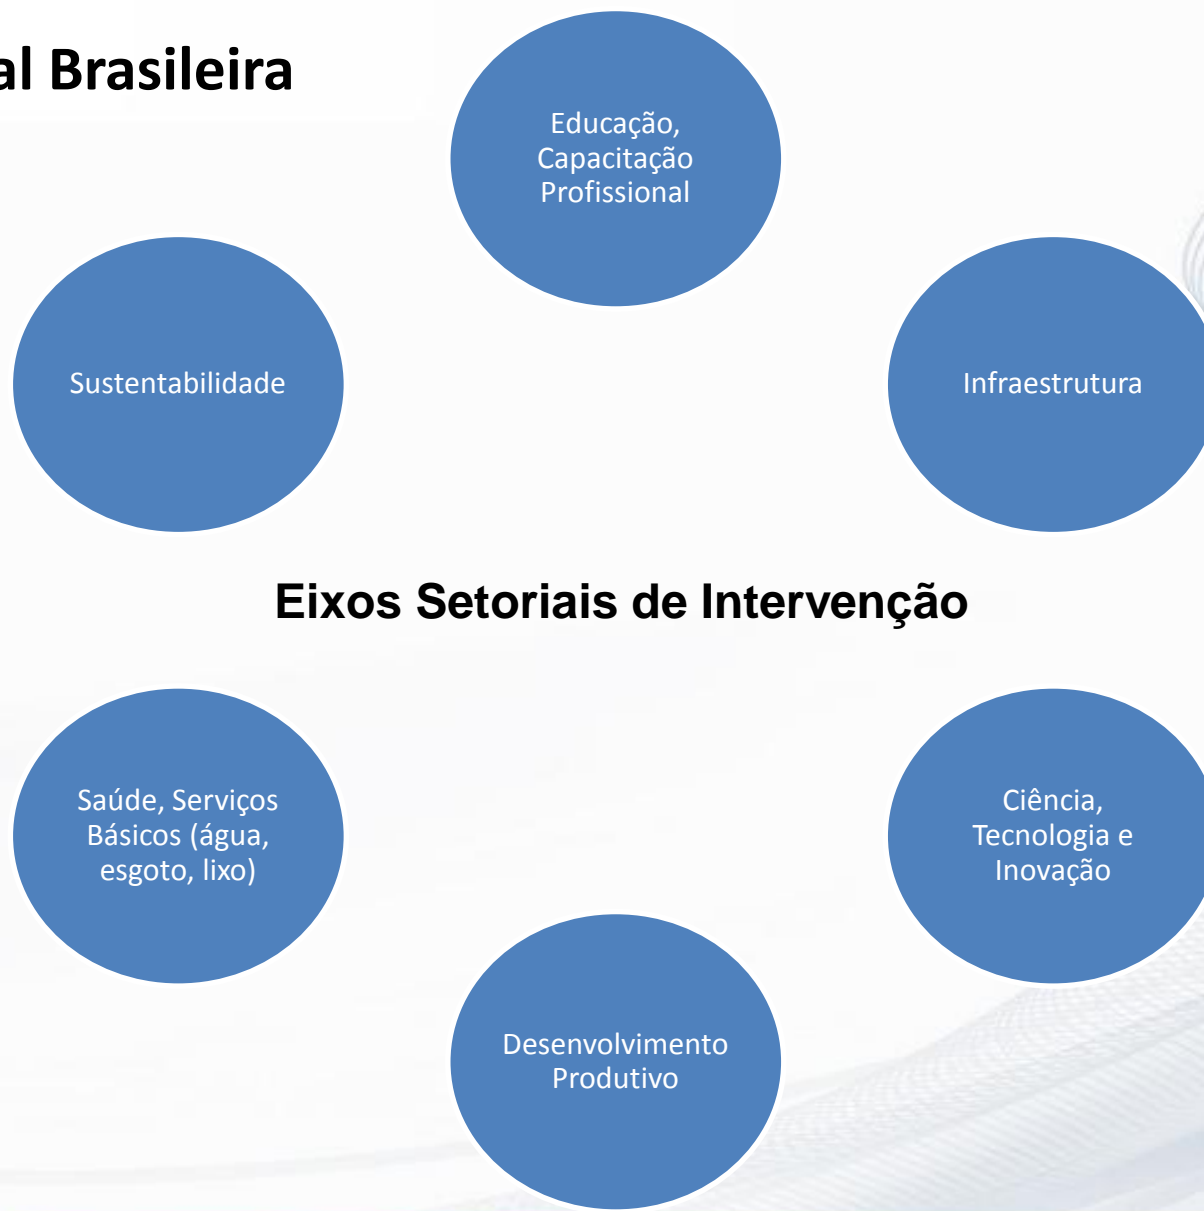 al Brasileira
Educação,
Capacitação
Profissional
Sustentabilidade
Infraestrutura
Eixos Setoriais de Intervenção
Saúde, Serviços
Básicos (água,
esgoto, lixo)
Ciência,
Tecnologia e
Inovação
Desenvolvimento
Produtivo